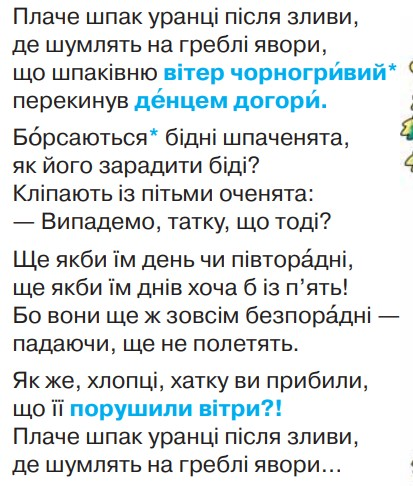 Плаче шпак уранці після зливи,
де шумлять на греблі явори,
що шпаківню вітер чорногри́вий*
перекинув де́нцем догори́.
Бо́рсаються* бідні шпаченята,
як його зарадити біді?
Кліпають із пітьми оченята:
— Випадемо, татку, що тоді?
Ще якби їм день чи півтора́дні,
ще якби їм днів хоча б із п’ять!
Бо вони ще ж зовсім безпора́дні —
падаючи, ще не полетять.
Як же, хлопці, хатку ви прибили,
що її порушили вітри?!
Плаче шпак уранці після зливи,
де шумлять на греблі явори...